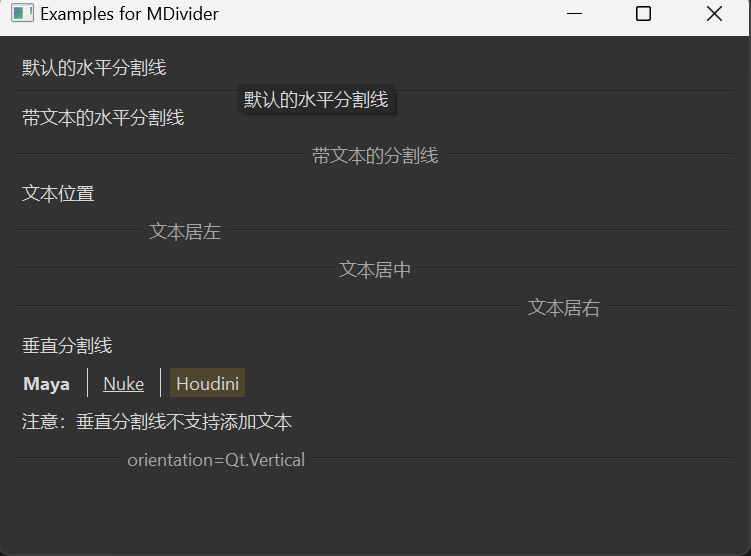 Examples for MDivider
默认的水平分割线
默认的水平分割线
带文本的水平分割线
带文本的分割线
文本位置
文本居左
文本居中
文本居右
垂直分割线
Maya Nuke Houdini
注意：垂直分割线不支持添加文本
orientation=Qt.Vertical